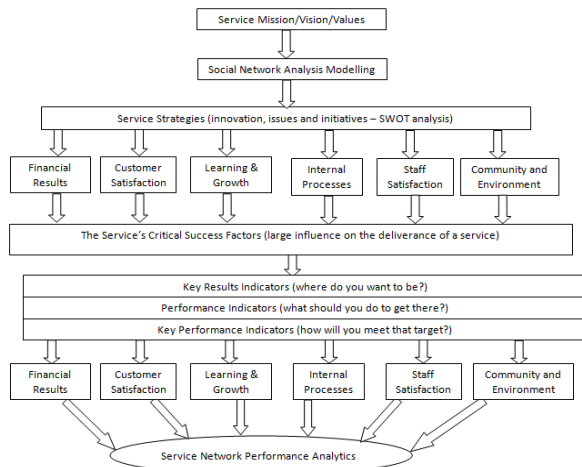 Service Mission/Vision/Values
Social Network Analysis Modelling
Service Strategies (innovation, issues and initiatives – SWOT analysis)
Financial
Results
Customer
Satisfaction
Learning &
Growth
Internal
Processes
Staff
Satisfaction
Community and
Environment
The Service's Critical Success Factors (large influence on the deliverance of a service)
Key Results Indicators (where do you want to be?)
Performance Indicators (what should you do to get there?)
Key Performance Indicators (how will you meet that target?)
Financial
Results
Customer
Satisfaction
Learning &
Growth
Internal
Processes
Staff
Satisfaction
Community and
Environment
Service Network Performance Analytics